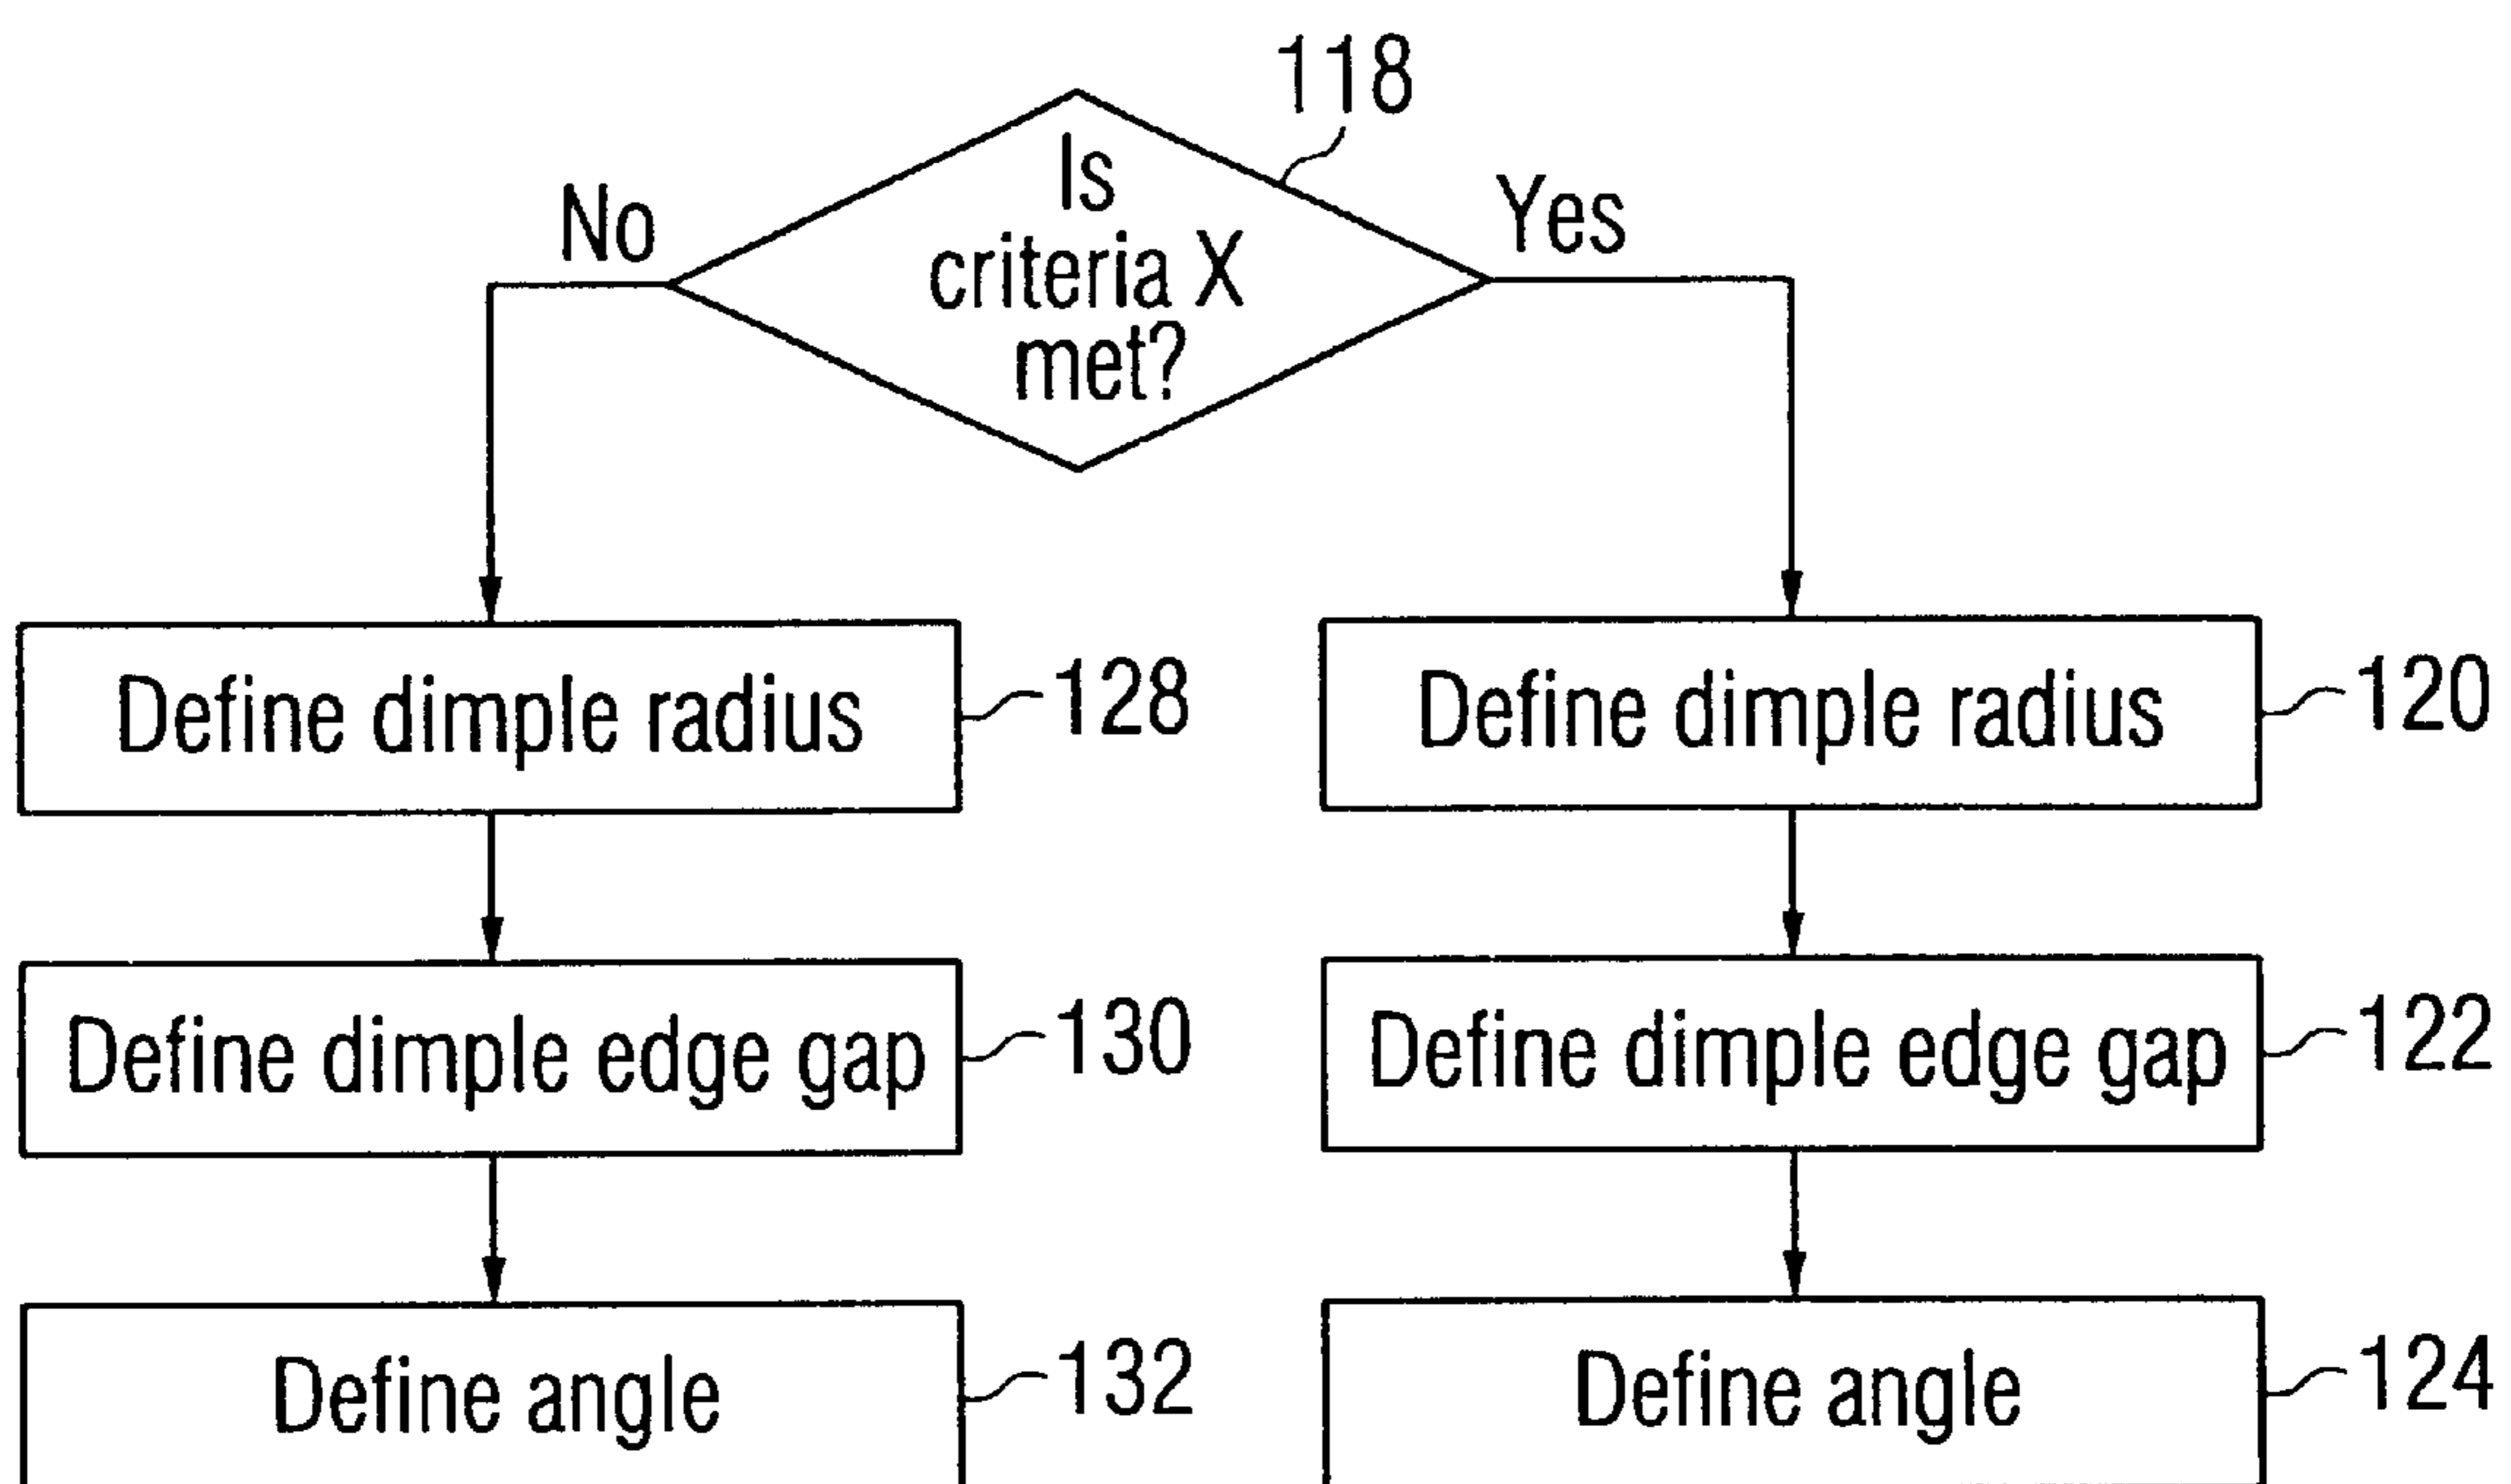 118
Is
criteria X
met?
No
Yes
Define dimple radius
128
Define dimple radius
120
Define dimple edge gap
130
Define dimple edge gap
122
Define angle
132
Define angle
124